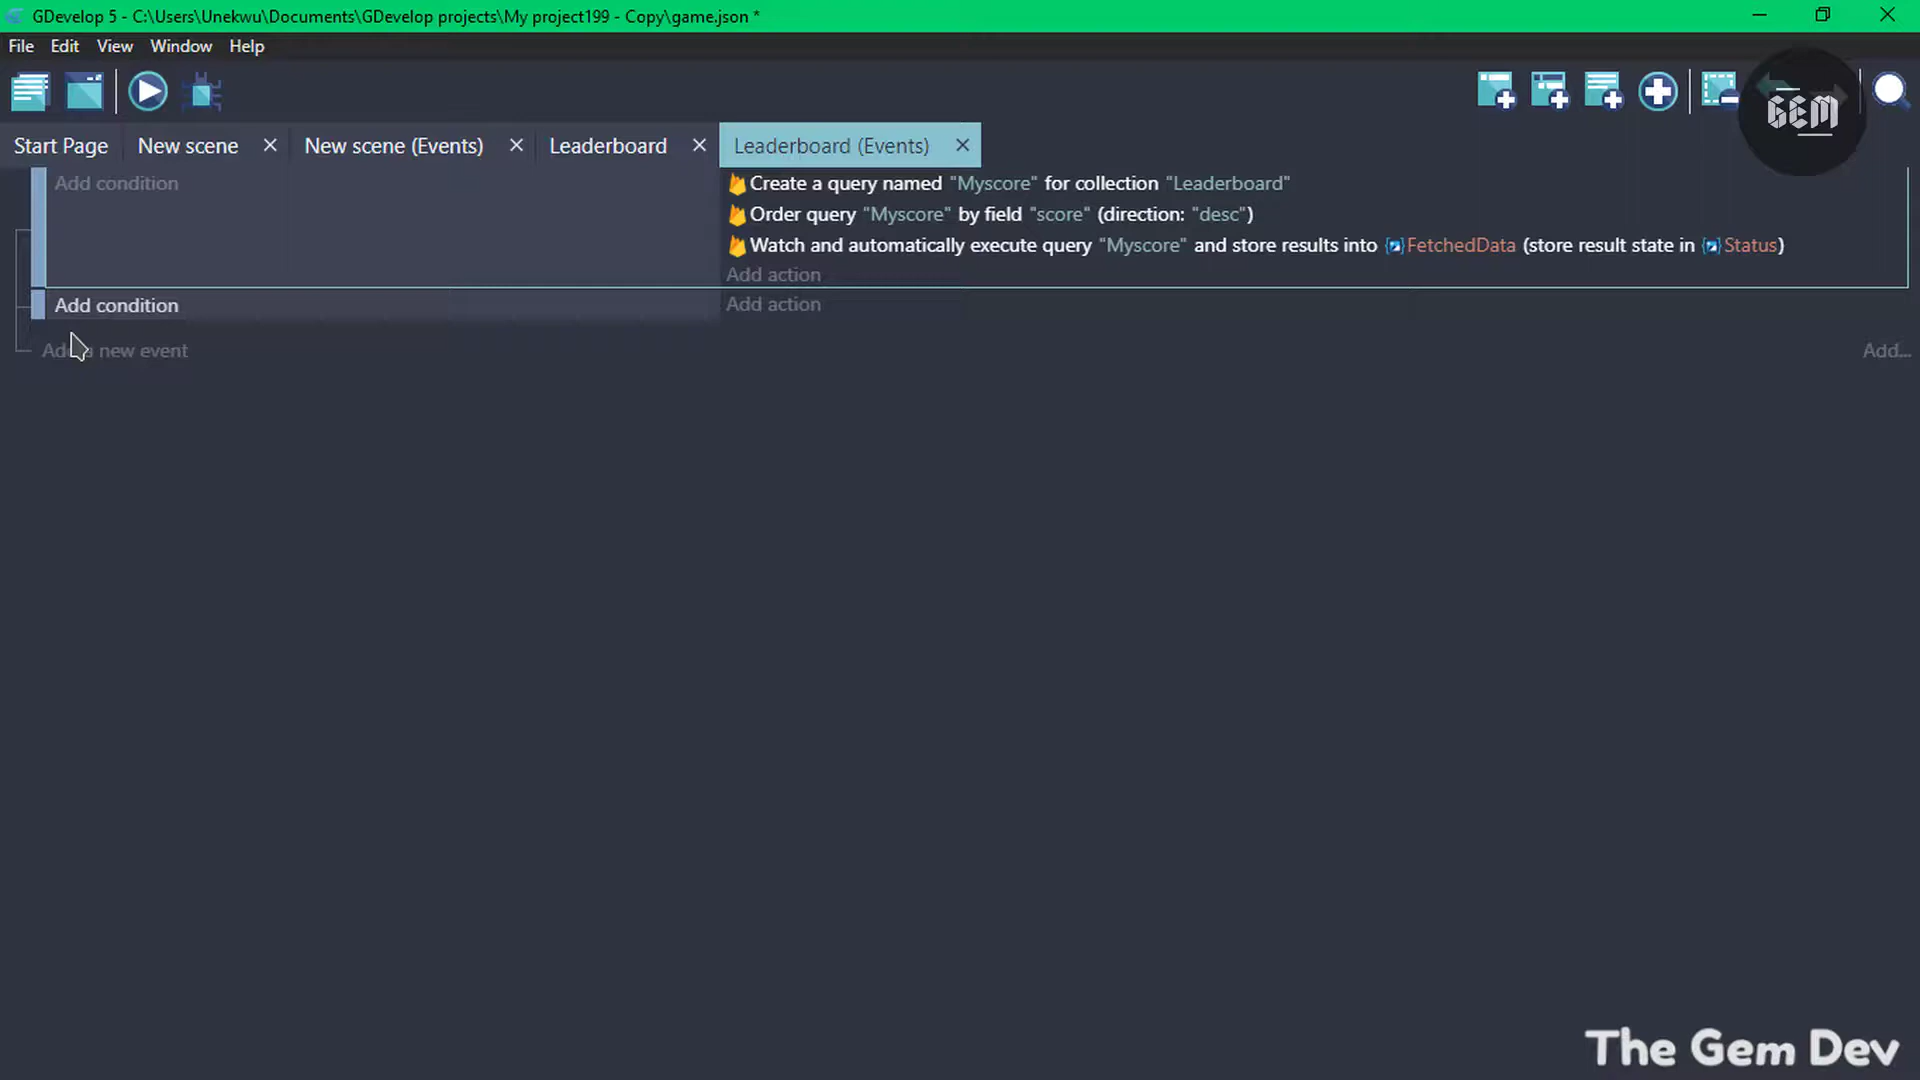 GDevelop 5 - C:\Users\Unekwu\Documents\GDevelop projects\My project199 - Copy\game.json *
File Edit View Window Help
GEM
Start Page New scene New scene (Events) Leaderboard Leaderboard (Events)
Add condition
Create a query named "Myscore" for collection "Leaderboard"
Order query "Myscore" by field "score" (direction: "desc")
Watch and automatically execute query "Myscore" and store results into FetchedData (store result state in Status)
Add action
Add condition Add action
Add a new event Add...
The Gem Dev